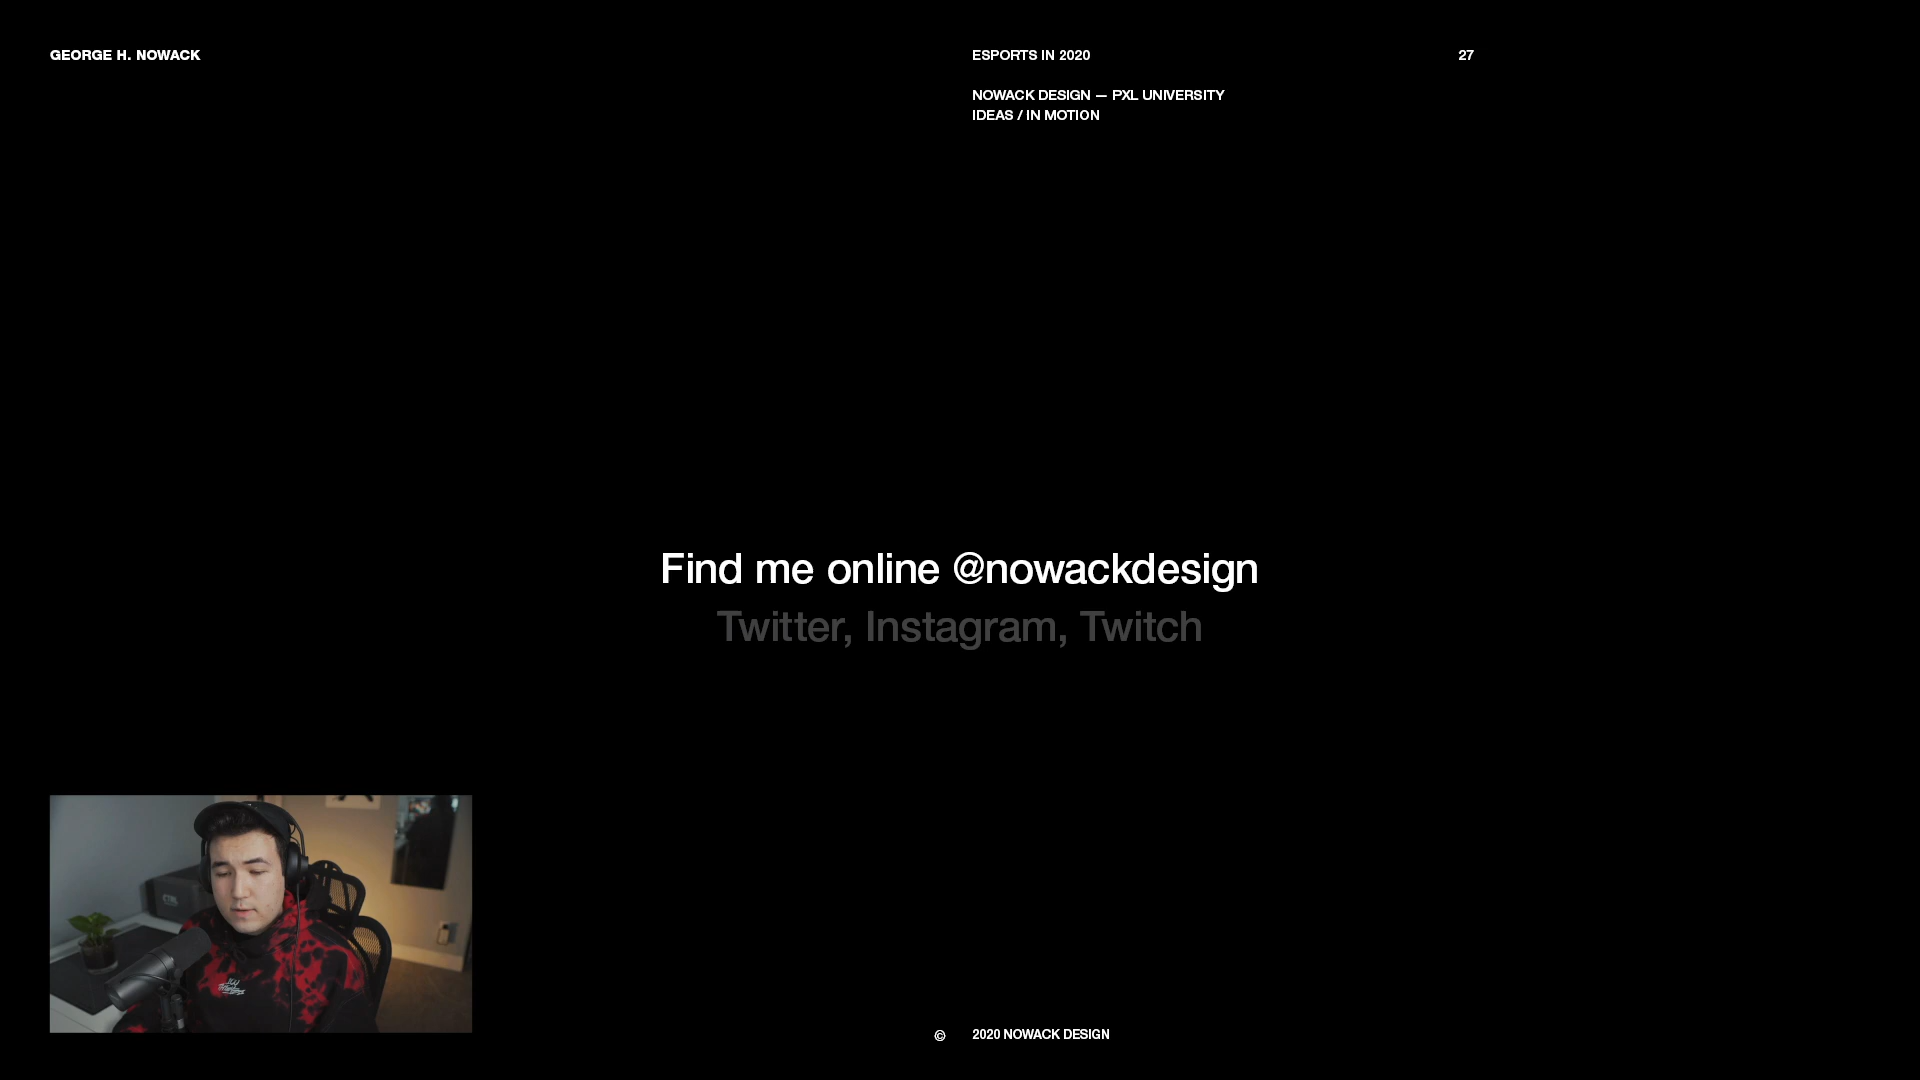 GEORGE H. NOWACK
ESPORTS IN 2020
27
NOWACK DESIGN — PXL UNIVERSITY
IDEAS / IN MOTION
Find me online @nowackdesign
Twitter, Instagram, Twitch
© 2020 NOWACK DESIGN